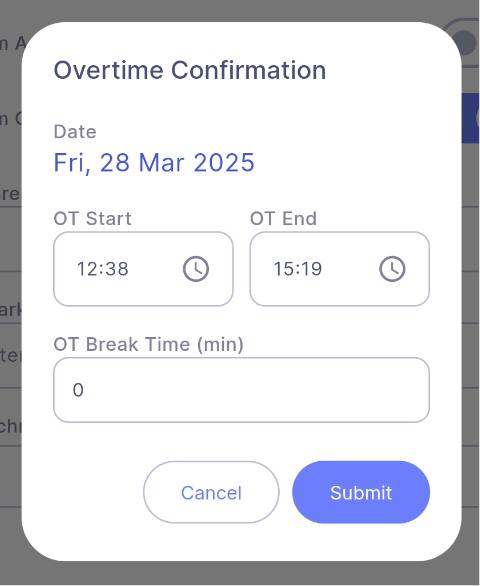 Overtime Confirmation
Date
Fri, 28 Mar 2025
OT Start OT End
12:38 15:19
OT Break Time (min)
0
Cancel Submit